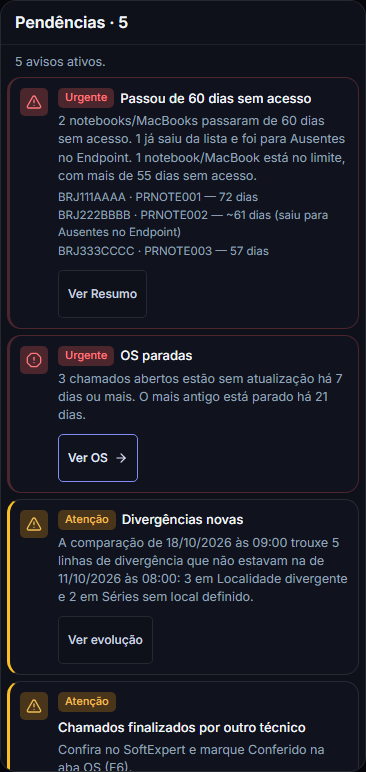 Pendências · 5
5 avisos ativos.
Urgente Passou de 60 dias sem acesso
2 notebooks/MacBooks passaram de 60 dias
sem acesso. 1 já saiu da lista e foi para Ausentes
no Endpoint. 1 notebook/MacBook está no limite,
com mais de 55 dias sem acesso.
BRJ111AAAA · PRNOTE001 — 72 dias
BRJ222BBBB · PRNOTE002 — ~61 dias (saiu para
Ausentes no Endpoint)
BRJ333CCCC · PRNOTE003 — 57 dias
Ver Resumo
Urgente OS paradas
3 chamados abertos estão sem atualização há 7
dias ou mais. O mais antigo está parado há 21
dias.
Ver OS →
Atenção Divergências novas
A comparação de 18/10/2026 às 09:00 trouxe 5
linhas de divergência que não estavam na de
11/10/2026 às 08:00: 3 em Localidade divergente
e 2 em Séries sem local definido.
Ver evolução
Atenção
Chamados finalizados por outro técnico
Confira no SoftExpert e marque Conferido na
aba OS (F6).